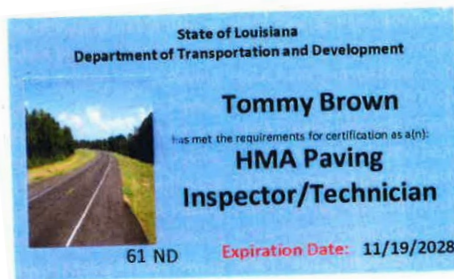 State of Louisiana
Department of Transportation and Development
Tommy Brown
has met the requirements for certification as a(n):
HMA Paving
Inspector/Technician
61 ND
Expiration Date: 11/19/2028